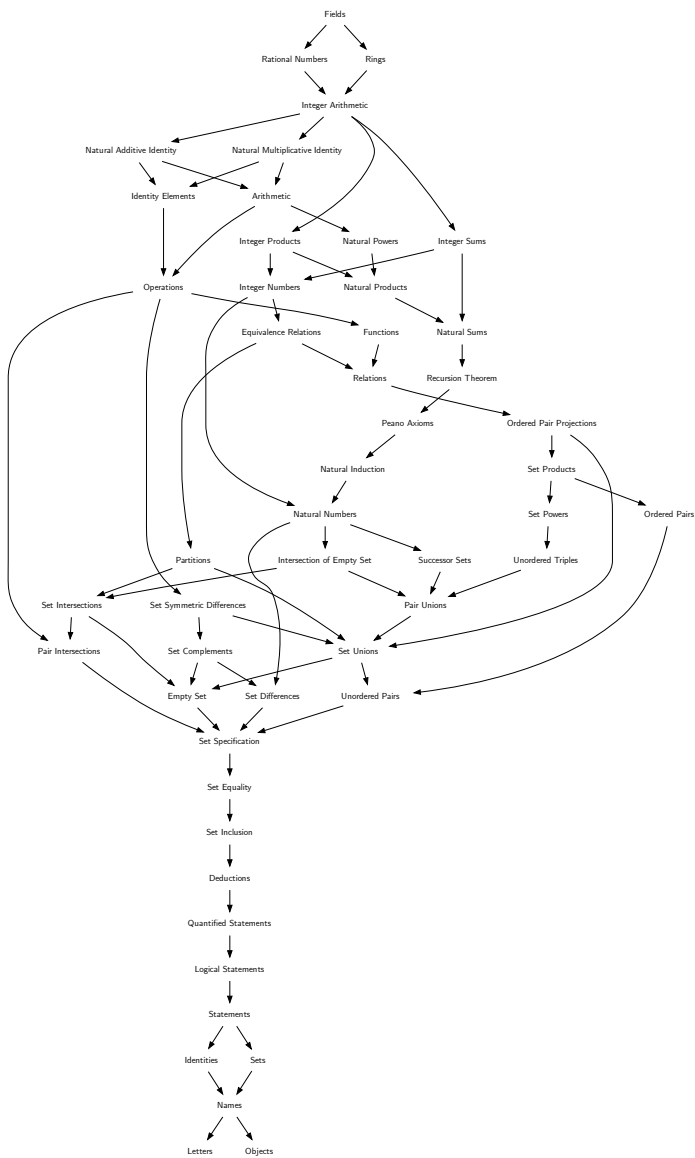 Fields
Rational Numbers Rings
Integer Arithmetic
Natural Additive Identity Natural Multiplicative Identity
Identity Elements Arithmetic
Integer Products Natural Powers Integer Sums
Operations Integer Numbers Natural Products
Equivalence Relations Functions Natural Sums
Relations Recursion Theorem
Peano Axioms Ordered Pair Projections
Natural Induction Set Products
Natural Numbers Set Powers Ordered Pairs
Partitions Intersection of Empty Set Successor Sets Unordered Triples
Set Intersections Set Symmetric Differences Pair Unions
Pair Intersections Set Complements Set Unions
Empty Set Set Differences Unordered Pairs
Set Specification
Set Equality
Set Inclusion
Deductions
Quantified Statements
Logical Statements
Statements
Identities Sets
Names
Letters Objects